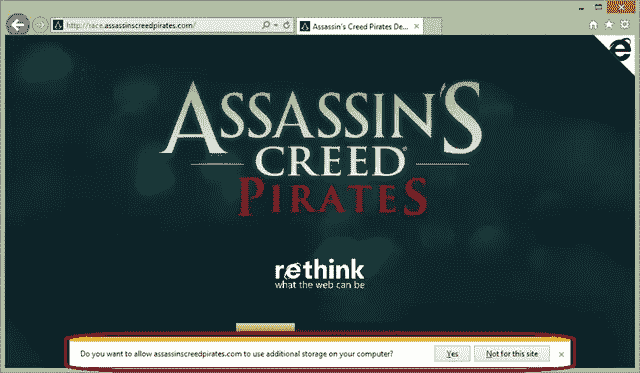 http://race.assassinscreedpirates.com/
Assassin's Creed Pirates De...
ASSASSIN'S
CREED
PIRATES
rethink
what the web can be
Do you want to allow assassinscreedpirates.com to use additional storage on your computer?
Yes
Not for this site